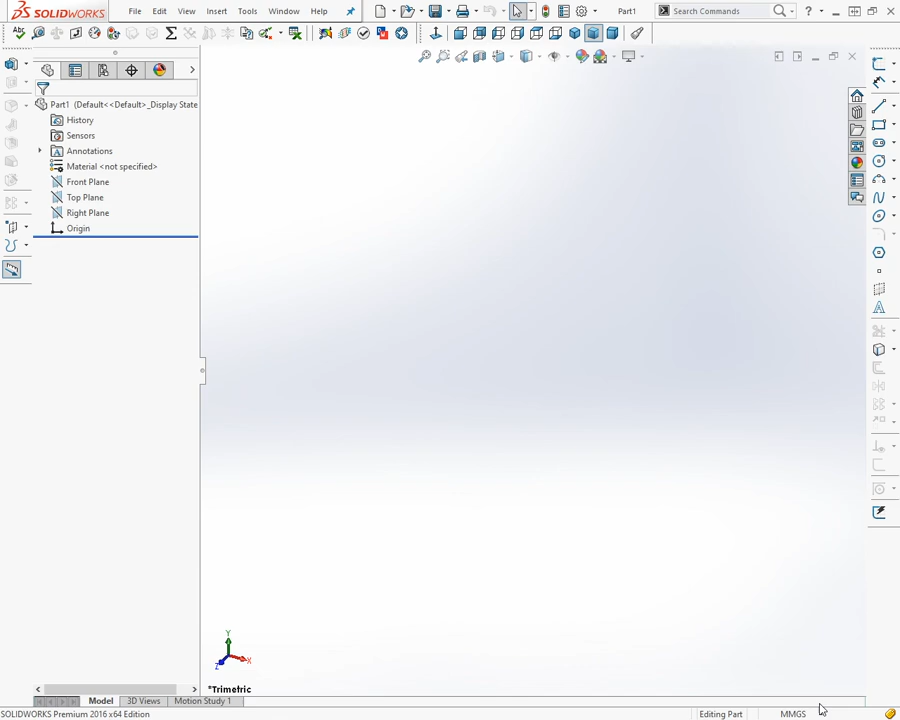 SOLIDWORKS File Edit View Insert Tools Window Help Part1 Search Commands
Part1 (Default<<Default>_Display State
History
Sensors
Annotations
Material <not specified>
Front Plane
Top Plane
Right Plane
Origin
Y
X
Z
*Trimetric
Model 3D Views Motion Study 1
SOLIDWORKS Premium 2016 x64 Edition Editing Part MMGS